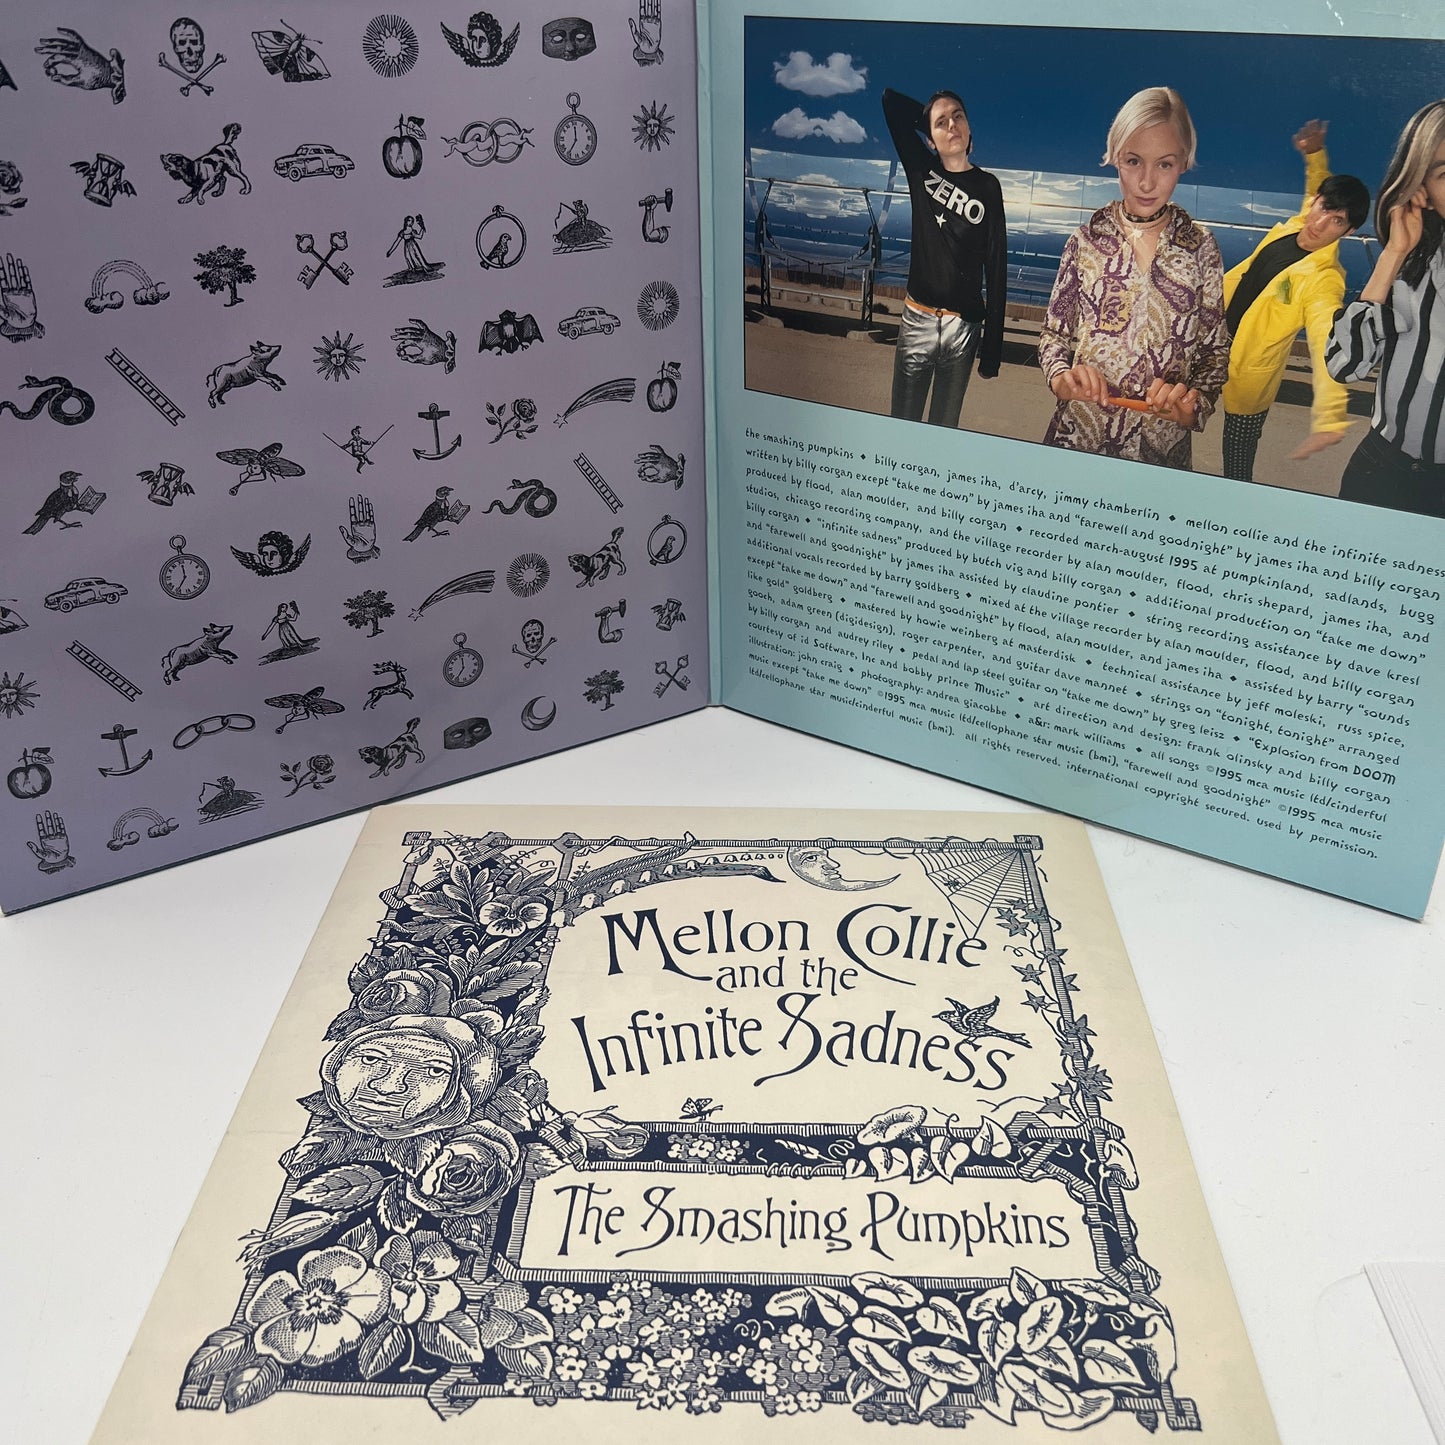 ZERO
the smashing pumpkins ◆ billy corgan, james iha, d'arcy, jimmy chamberlin ◆ mellon collie and the infinite sadness
written by billy corgan except "take me down" by james iha and "farewell and goodnight" by james iha and billy corgan
produced by flood, alan moulder, and billy corgan ◆ recorded march-august 1995 at pumpkinland, sadlands, bugg
studios, chicago recording company, and the village recorder by alan moulder, flood, chris shepard, james iha, and
billy corgan ◆ "infinite sadness" produced by butch vig and billy corgan ◆ additional production on "take me down"
and "farewell and goodnight" by james iha assisted by claudine pontier ◆ string recording assistance by dave kresl
additional vocals recorded by barry goldberg ◆ mixed at the village recorder by alan moulder, flood, and billy corgan
except "take me down" and "farewell and goodnight" by flood, alan moulder, and james iha ◆ assisted by barry "sounds
like gold" goldberg ◆ mastered by howie weinberg at masterdisk ◆ technical assistance by jeff moleski, russ spice,
gooch, adam green (digidesign), roger carpenter, and guitar dave mannet ◆ strings on "tonight, tonight" arranged
by billy corgan and audrey riley ◆ pedal and lap steel guitar on "take me down" by greg leisz ◆ "Explosion from DOOM
courtesy of id Software, Inc and bobby prince Music" ◆ art direction and design: frank olinsky and billy corgan
illustration: john craig ◆ photography: andrea giacobbe ◆ a&r: mark williams ◆ all songs ©1995 mca music ltd/cinderful
music except "take me down" ©1995 mca music ltd/cellophane star music (bmi), "farewell and goodnight" ©1995 mca music
ltd/cellophane star music/cinderful music (bmi). all rights reserved. international copyright secured. used by permission.
Mellon Collie
and the
Infinite Sadness
The Smashing Pumpkins